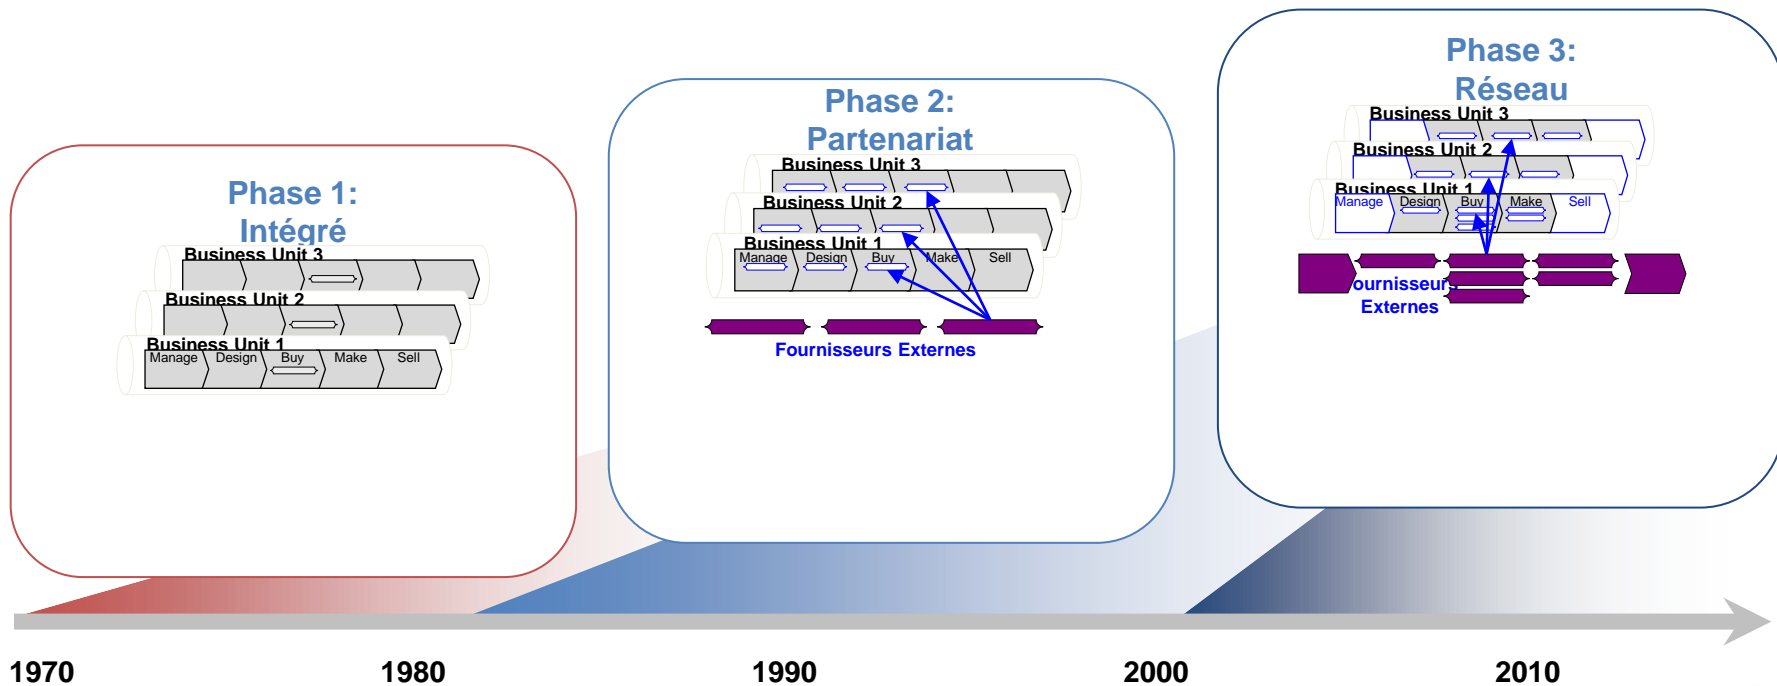 Phase 1:
Intégré
Business Unit 3
Business Unit 2
Business Unit 1
Manage Design Buy Make Sell
Phase 2:
Partenariat
Business Unit 3
Business Unit 2
Business Unit 1
Manage Design Buy Make Sell
Fournisseurs Externes
Phase 3:
Réseau
Business Unit 3
Business Unit 2
Business Unit 1
Manage Design Buy Make Sell
Fournisseurs
Externes
1970 1980 1990 2000 2010